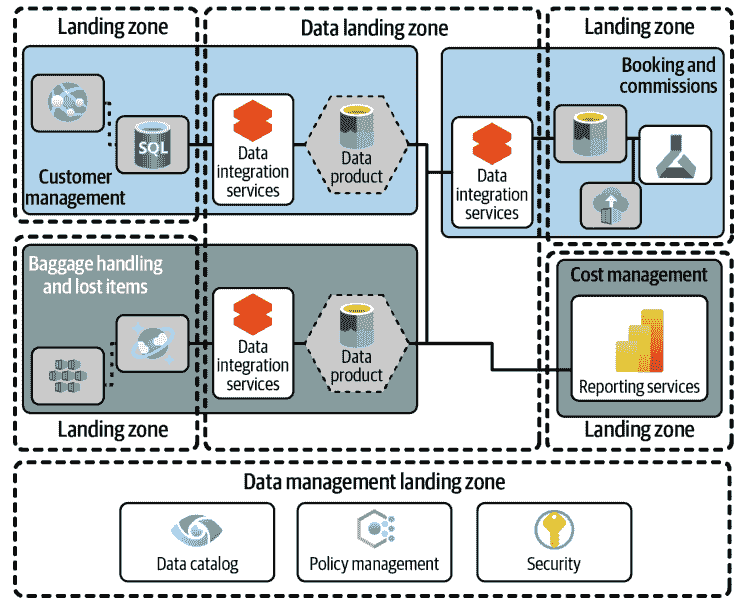 Landing zone
Data landing zone
Landing zone
SQL
Customer
management
Data
integration
services
Data
product
Data
integration
services
Booking and
commissions
Baggage handling
and lost items
Landing zone
Data
integration
services
Data
product
Cost management
Reporting services
Landing zone
Data management landing zone
Data catalog
Policy management
Security